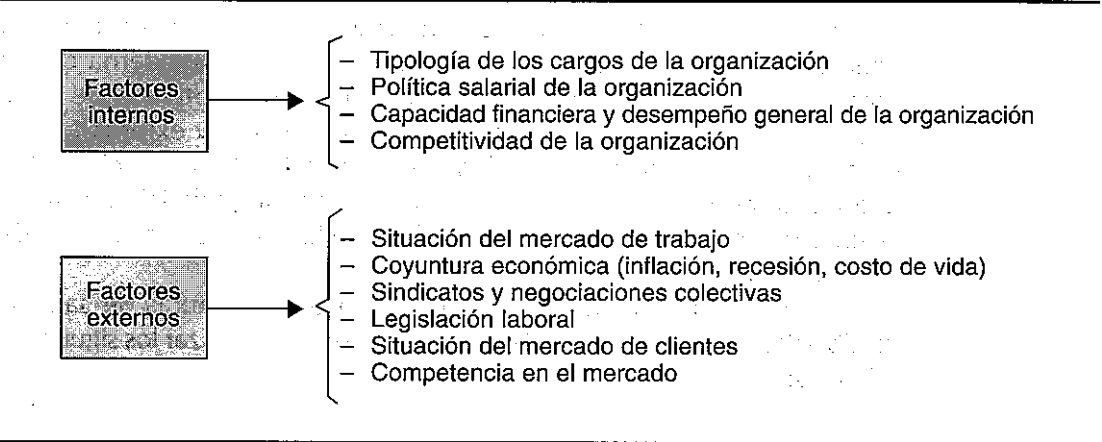 Factores
internos
– Tipología de los cargos de la organización
– Política salarial de la organización
– Capacidad financiera y desempeño general de la organización
– Competitividad de la organización
Factores
externos
– Situación del mercado de trabajo
– Coyuntura económica (inflación, recesión, costo de vida)
– Sindicatos y negociaciones colectivas
– Legislación laboral
– Situación del mercado de clientes
– Competencia en el mercado